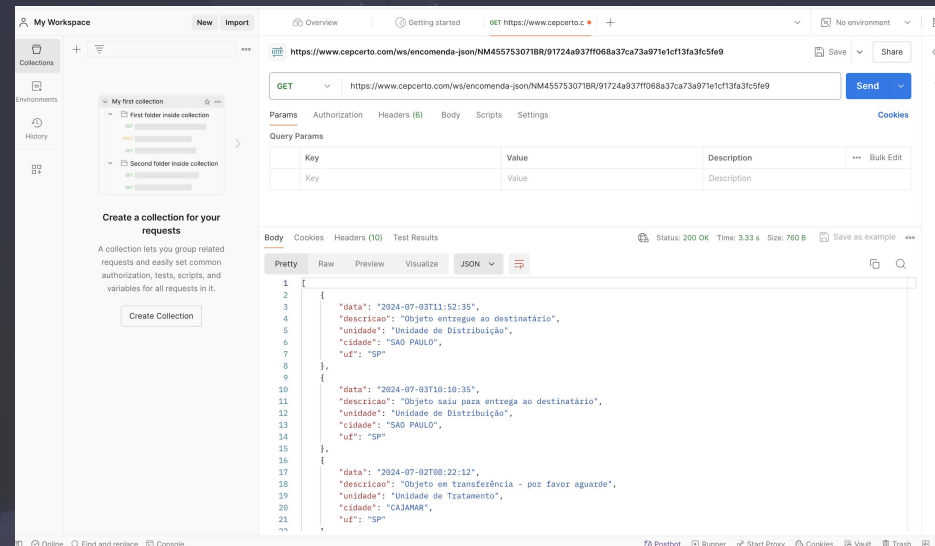 My Workspace
New
Import
Overview
Getting started
GET https://www.cepcerto.c
No environment
Collections
Environments
History
My first collection
First folder inside collection
Second folder inside collection
Create a collection for your
requests
A collection lets you group related
requests and easily set common
authorization, tests, scripts, and
variables for all requests in it.
Create Collection
HTTP https://www.cepcerto.com/ws/encomenda-json/NM455753071BR/91724a937ff068a37ca73a971e1cf13fa3fc5fe9
Save
Share
GET
https://www.cepcerto.com/ws/encomenda-json/NM455753071BR/91724a937ff068a37ca73a971e1cf13fa3fc5fe9
Send
Params Authorization Headers (6) Body Scripts Settings
Cookies
Query Params
Key Value Description Bulk Edit
Key Value Description
Body Cookies Headers (10) Test Results
Status: 200 OK Time: 3.33 s Size: 760 B Save as example
Pretty Raw Preview Visualize JSON
1 [
2 {
3 "data": "2024-07-03T11:52:35",
4 "descricao": "Objeto entregue ao destinatário",
5 "unidade": "Unidade de Distribuição",
6 "cidade": "SAO PAULO",
7 "uf": "SP"
8 },
9 {
10 "data": "2024-07-03T10:10:35",
11 "descricao": "Objeto saiu para entrega ao destinatário",
12 "unidade": "Unidade de Distribuição",
13 "cidade": "SAO PAULO",
14 "uf": "SP"
15 },
16 {
17 "data": "2024-07-02T08:22:12",
18 "descricao": "Objeto em transferência - por favor aguarde",
19 "unidade": "Unidade de Tratamento",
20 "cidade": "CAJAMAR",
21 "uf": "SP"
Online Find and replace Console
Postbot Runner Start Proxy Cookies Vault Trash